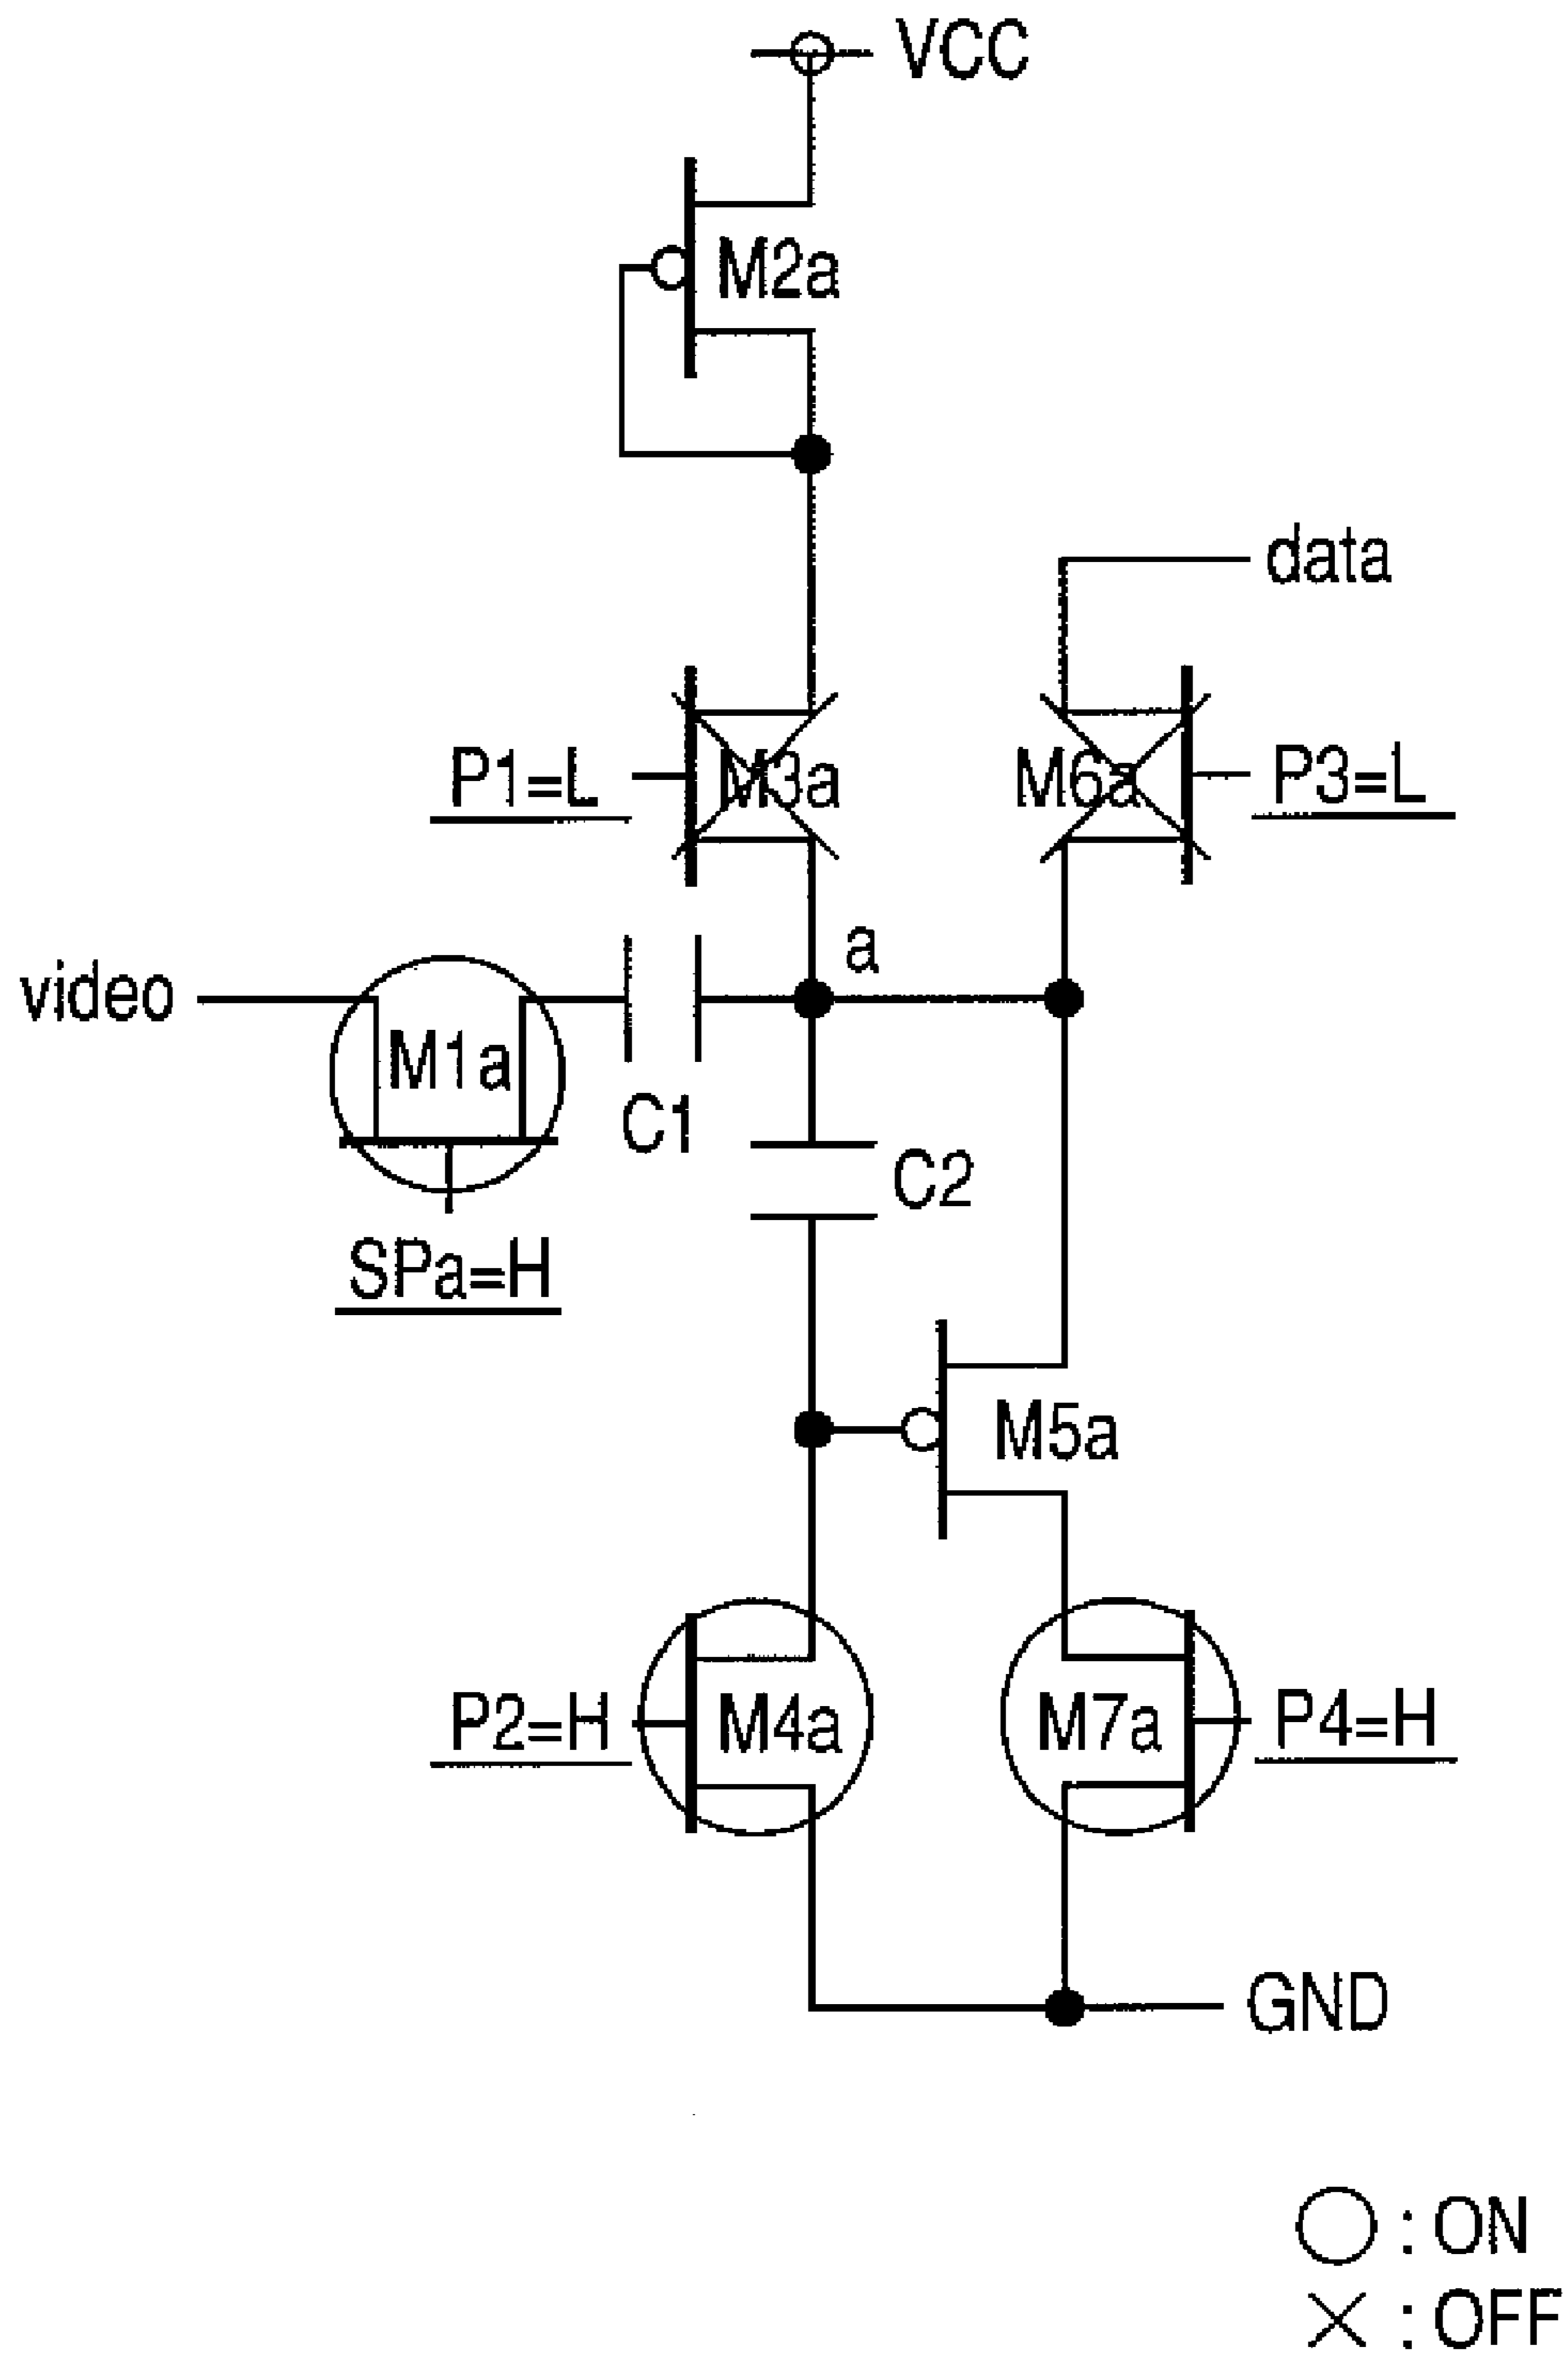 VCC
M2a
data
P1=L
M3a
M6a
P3=L
a
video
M1a
C1
C2
SPa=H
M5a
P2=H
M4a
M7a
P4=H
GND
: ON
: OFF